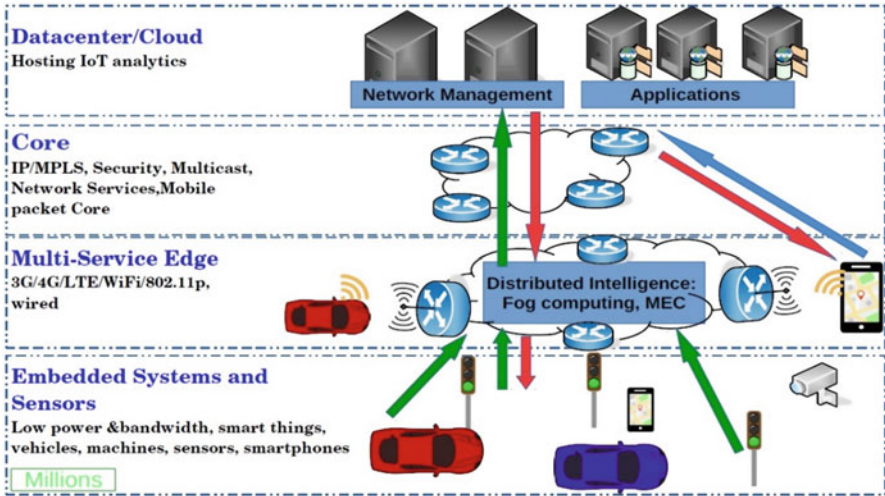 Datacenter/Cloud
Hosting IoT analytics
Network Management
Applications
Core
IP/MPLS, Security, Multicast,
Network Services,Mobile
packet Core
Multi-Service Edge
3G/4G/LTE/WiFi/802.11p,
wired
Distributed Intelligence:
Fog computing, MEC
Embedded Systems and
Sensors
Low power &bandwidth, smart things,
vehicles, machines, sensors, smartphones
Millions